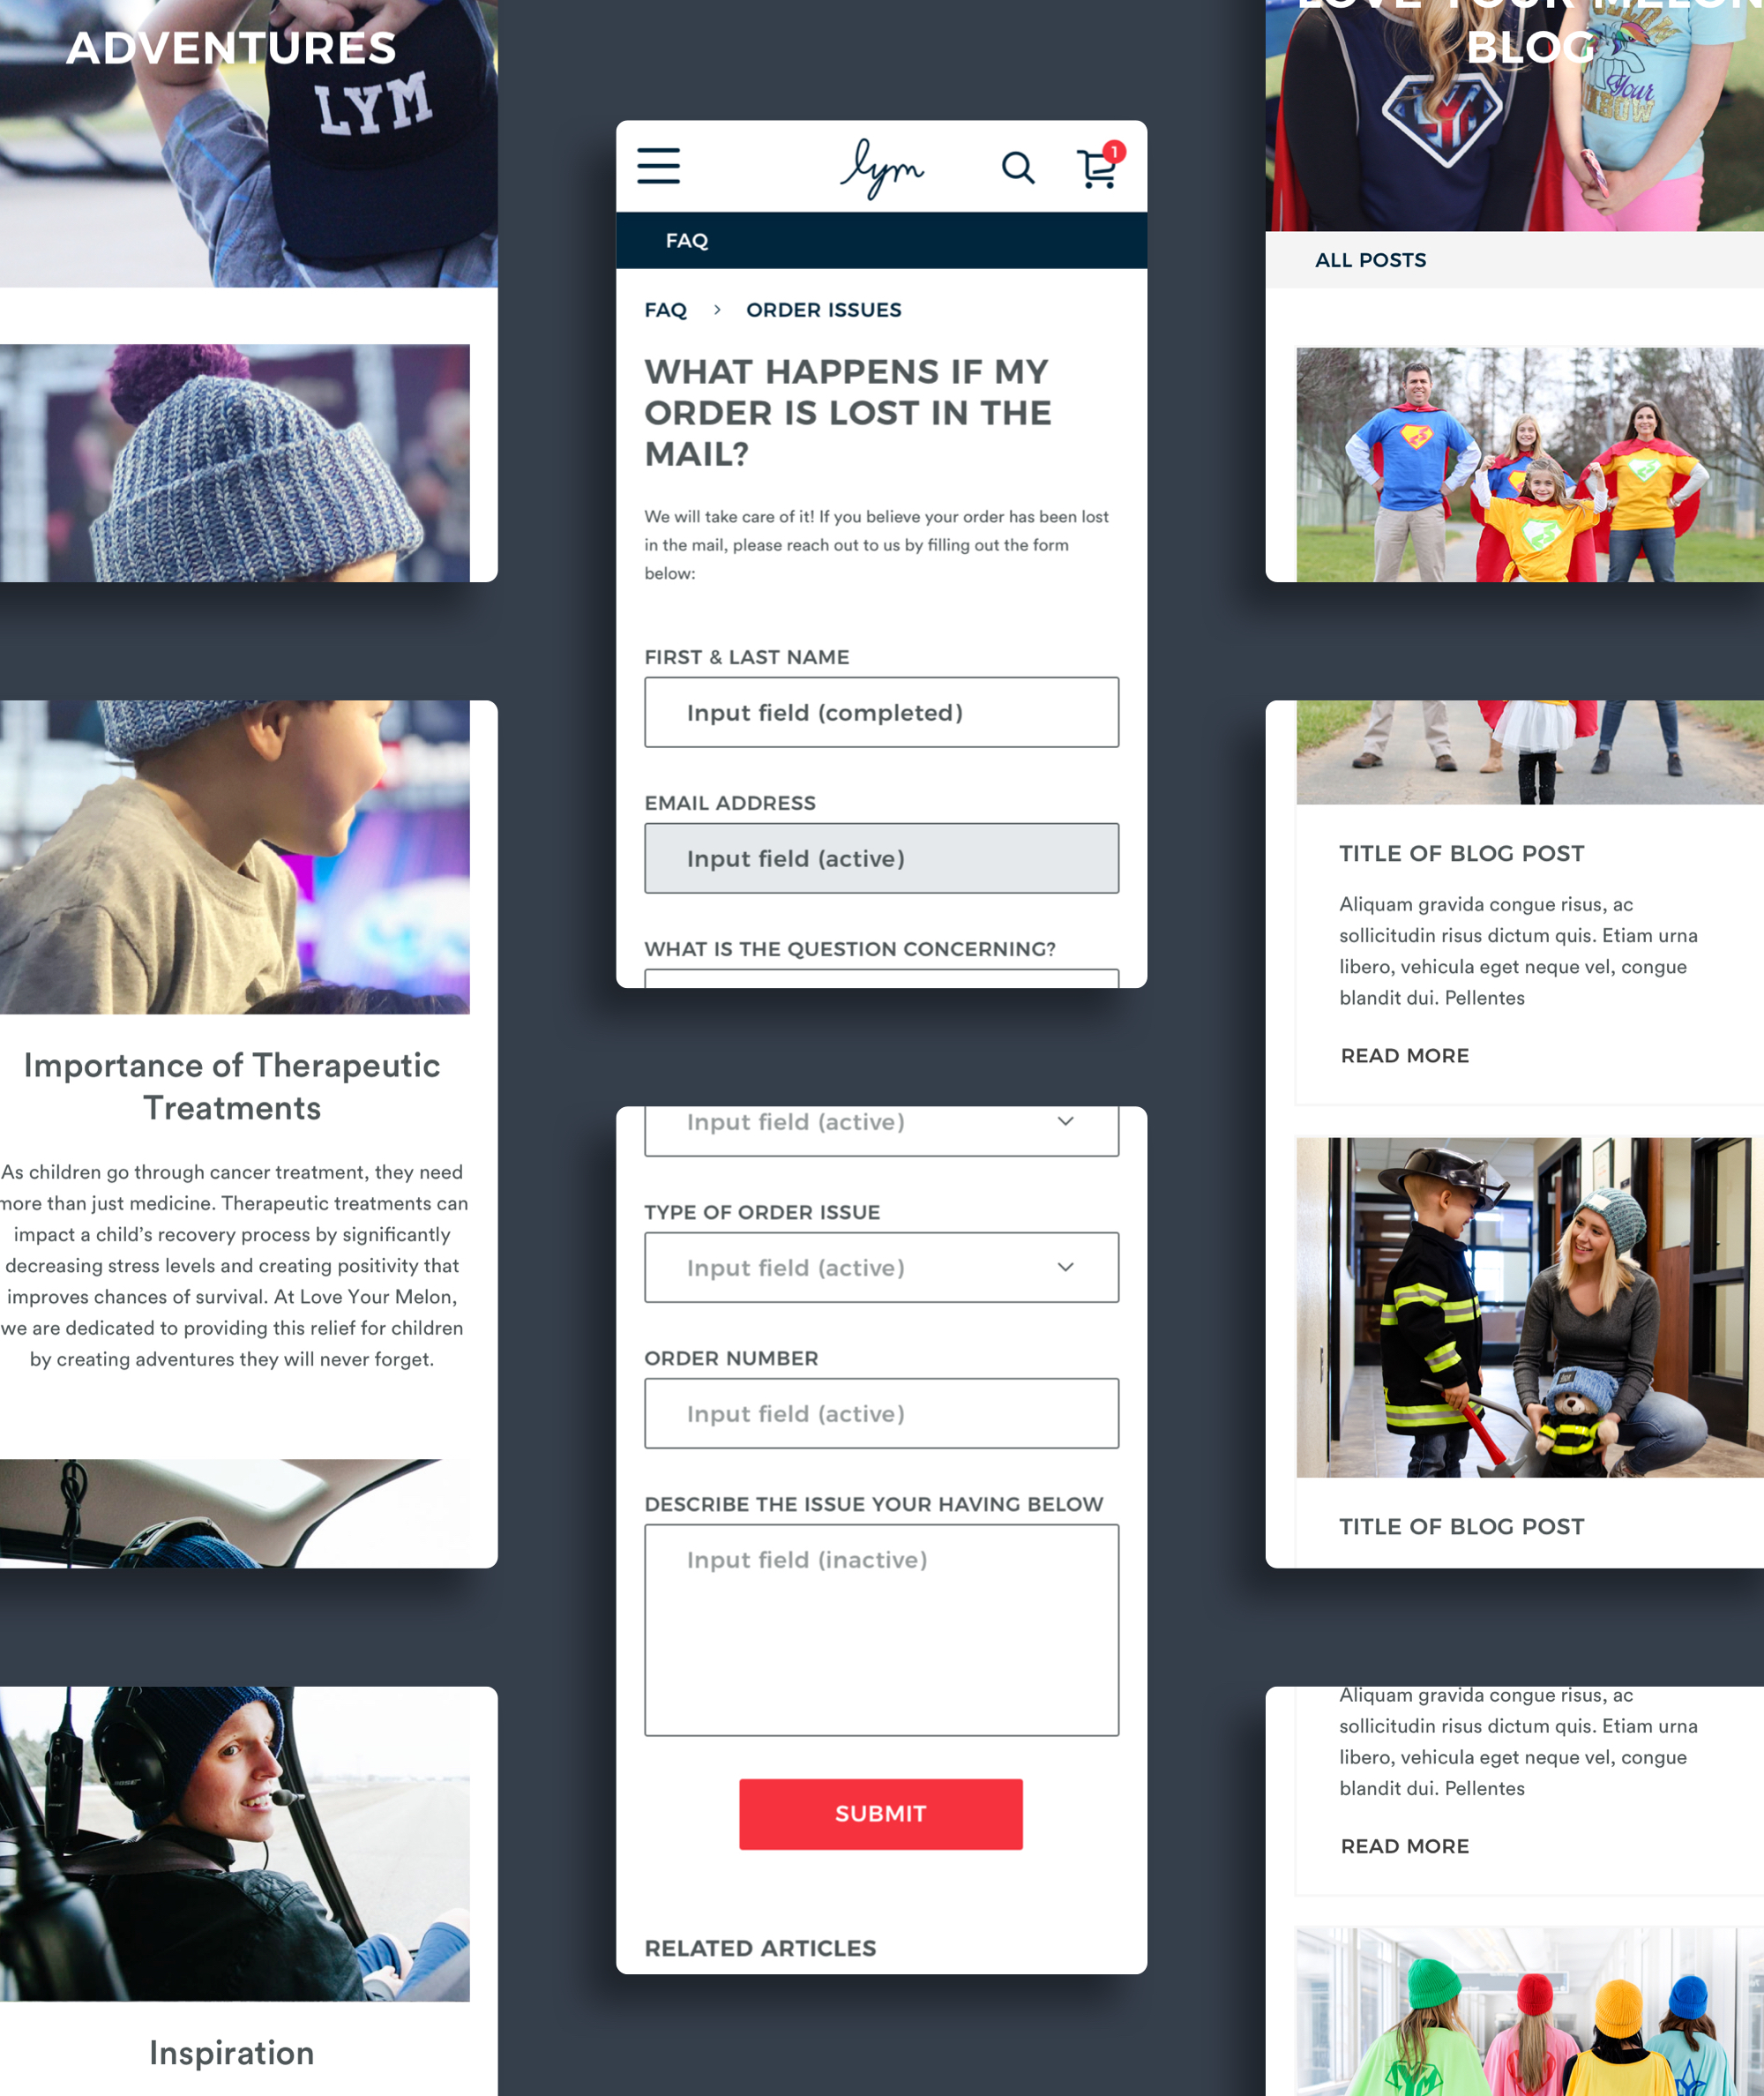 ADVENTURES
LYM
Importance of Therapeutic
Treatments
As children go through cancer treatment, they need
more than just medicine. Therapeutic treatments can
impact a child’s recovery process by significantly
decreasing stress levels and creating positivity that
improves chances of survival. At Love Your Melon,
we are dedicated to providing this relief for children
by creating adventures they will never forget.
Inspiration
lym
1
FAQ
FAQ > ORDER ISSUES
WHAT HAPPENS IF MY
ORDER IS LOST IN THE
MAIL?
We will take care of it! If you believe your order has been lost
in the mail, please reach out to us by filling out the form
below:
FIRST & LAST NAME
Input field (completed)
EMAIL ADDRESS
Input field (active)
WHAT IS THE QUESTION CONCERNING?
Input field (active)
TYPE OF ORDER ISSUE
Input field (active)
ORDER NUMBER
Input field (active)
DESCRIBE THE ISSUE YOUR HAVING BELOW
Input field (inactive)
SUBMIT
RELATED ARTICLES
LOVE YOUR MELON
BLOG
Your
ALL POSTS
TITLE OF BLOG POST
Aliquam gravida congue risus, ac
sollicitudin risus dictum quis. Etiam urna
libero, vehicula eget neque vel, congue
blandit dui. Pellentes
READ MORE
TITLE OF BLOG POST
Aliquam gravida congue risus, ac
sollicitudin risus dictum quis. Etiam urna
libero, vehicula eget neque vel, congue
blandit dui. Pellentes
READ MORE